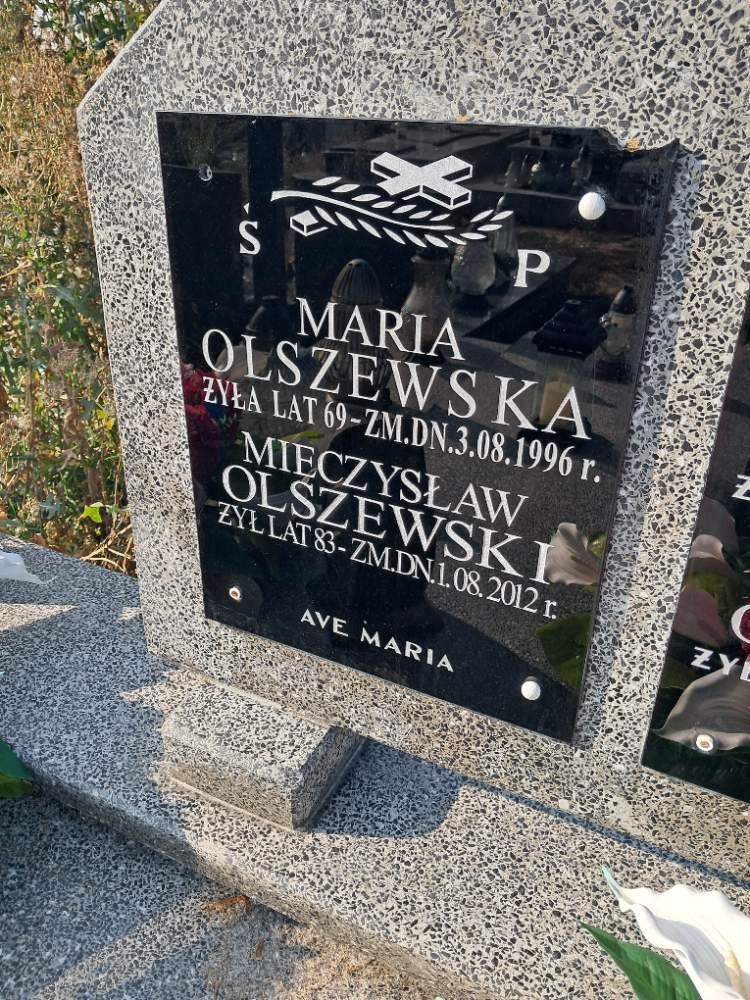 Ś P
MARIA
OLSZEWSKA
ŻYŁA LAT 69 – ZM.DN.3.08.1996 r.
MIECZYSŁAW
OLSZEWSKI
ŻYŁ LAT 83 – ZM.DN.1.08.2012 r.
AVE MARIA